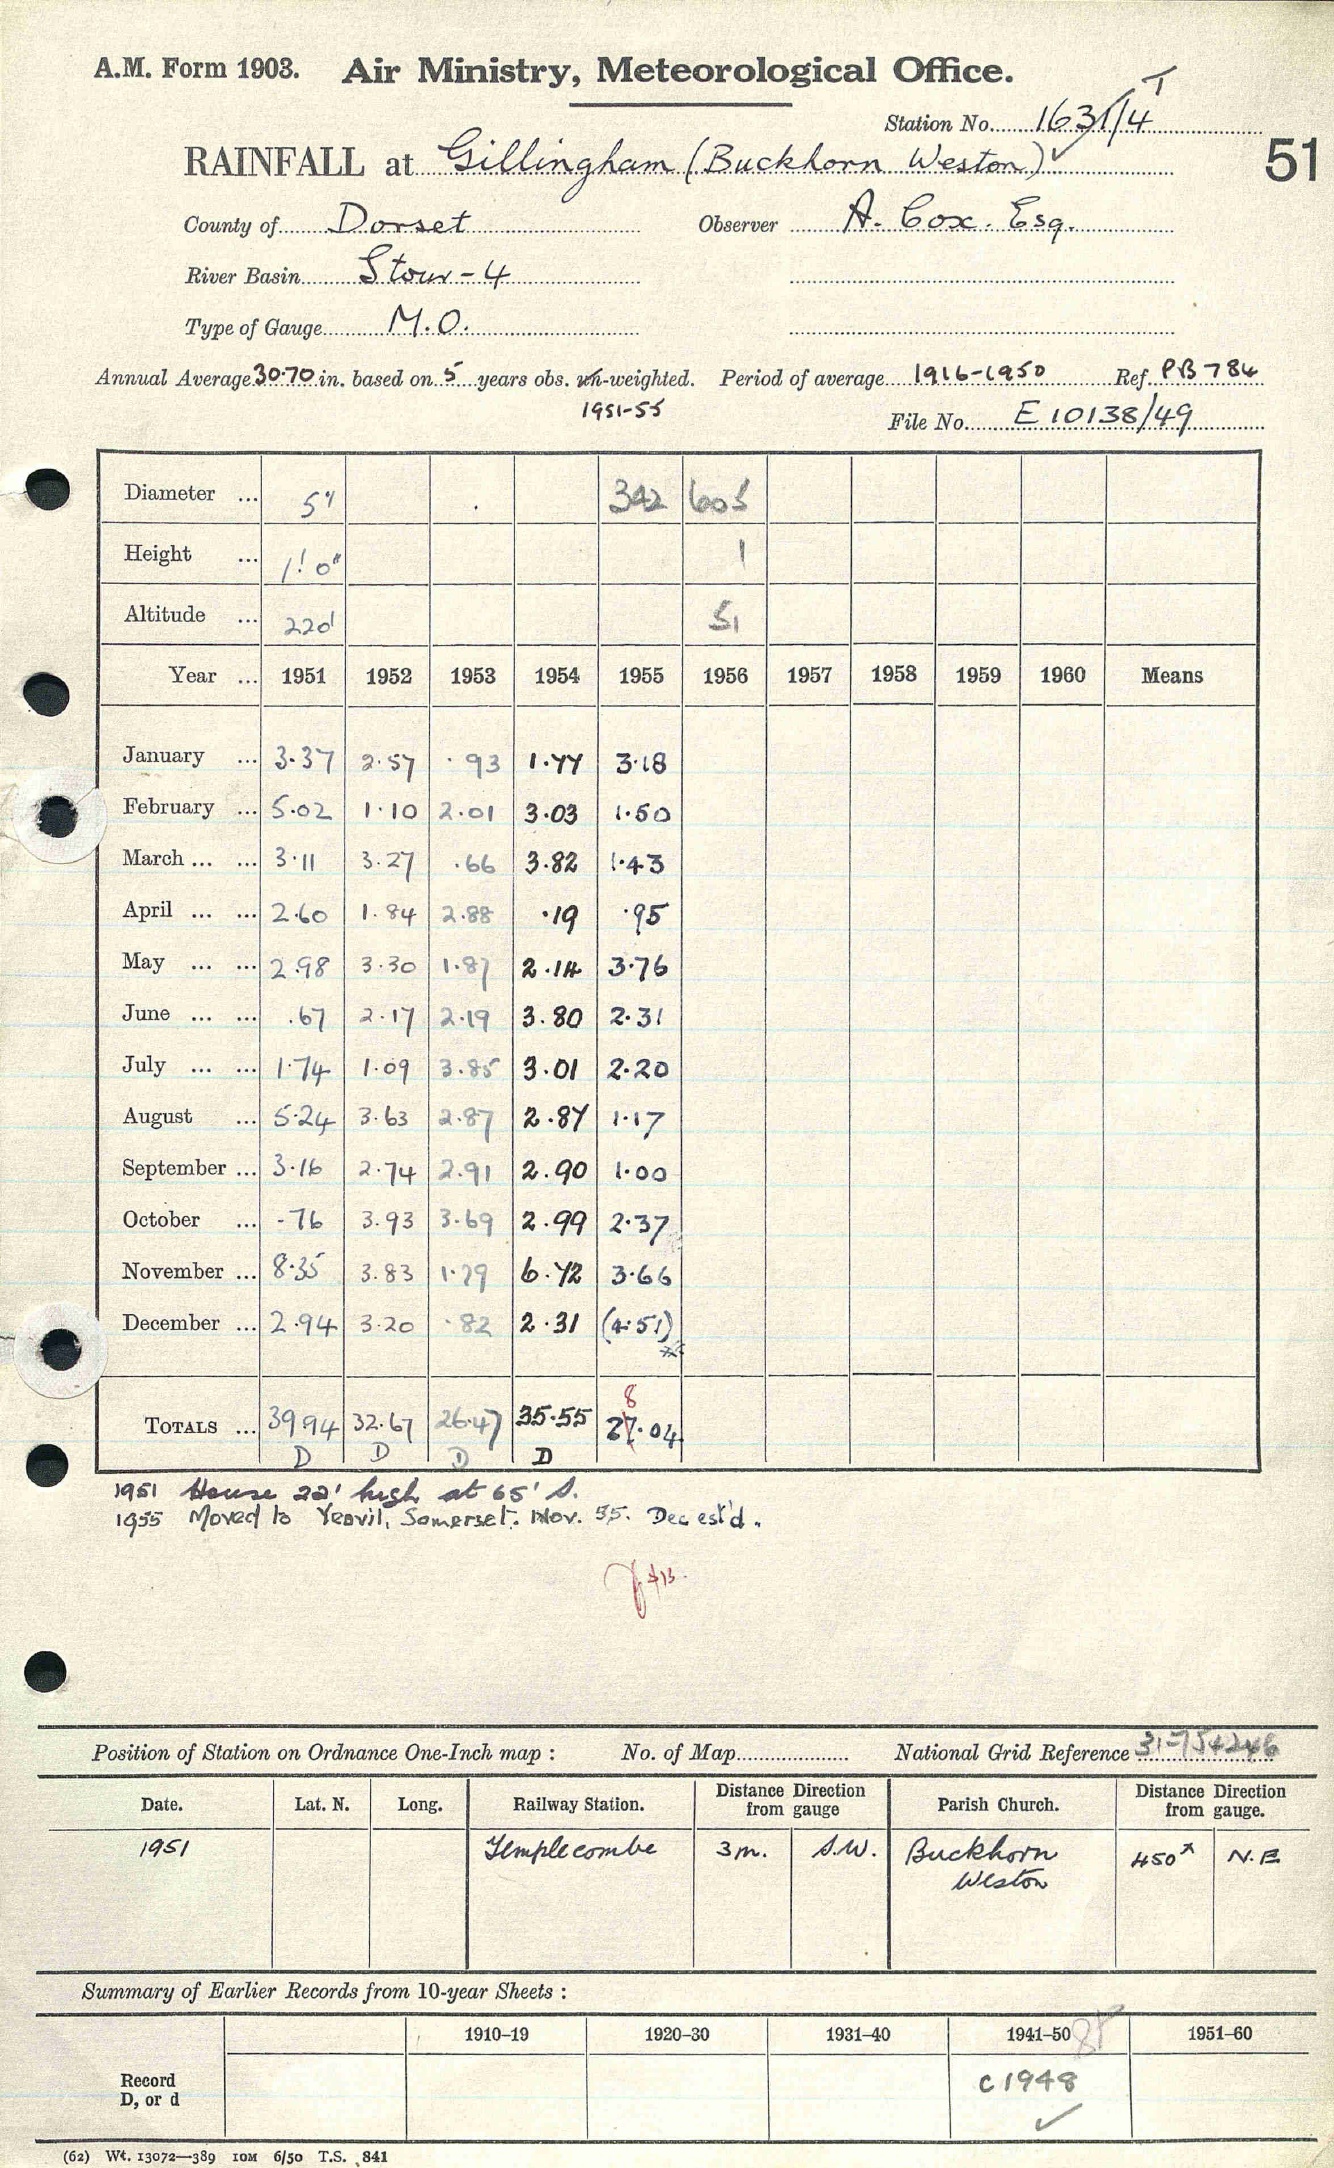 A.M. Form 1903. Air Ministry, Meteorological Office.
Station No. 1631/4 T
RAINFALL at Gillingham (Buckhorn Weston) 51
County of Dorset Observer A. Cox. Esq.
River Basin Stour-4
Type of Gauge M.O.
Annual Average 30.70 in. based on 5 years obs. un-weighted. Period of average 1916-1950 Ref. PB 784
1951-55 File No. E 10138/49
Diameter ... 5" 342 605
Height ... 1' 0" 1
Altitude ... 220' 51
Year ... 1951 1952 1953 1954 1955 1956 1957 1958 1959 1960 Means
January ... 3.37 2.57 .93 1.77 3.18
February ... 5.02 1.10 2.01 3.03 1.50
March ... ... 3.11 3.27 .66 3.82 1.43
April ... ... 2.60 1.84 2.88 .19 .95
May ... ... 2.98 3.30 1.87 2.14 3.76
June ... ... .67 2.17 2.19 3.80 2.31
July ... ... 1.74 1.09 3.85 3.01 2.20
August ... 5.24 3.63 2.87 2.87 1.17
September ... 3.16 2.74 2.91 2.90 1.00
October ... .76 3.93 3.69 2.99 2.37
November ... 8.35 3.83 1.79 6.72 3.66
December ... 2.94 3.20 .82 2.31 (4.51)
8
TOTALS ... 39.94 32.67 26.47 35.55 27.04
D D D D
1951 House 22' high at 65' S.
1955 Moved to Yeovil, Somerset. Nov. 55. Dec est'd.
Position of Station on Ordnance One-Inch map : No. of Map National Grid Reference 31-754246
Date. Lat. N. Long. Railway Station. Distance Direction from gauge Parish Church. Distance Direction from gauge.
1951 Templecombe 3m. S.W. Buckhorn Weston 450x N.E
Summary of Earlier Records from 10-year Sheets :
1910–19 1920–30 1931–40 1941–50 1951–60
Record
D, or d c 1948
(62) Wt. 13072—389 10M 6/50 T.S. 841